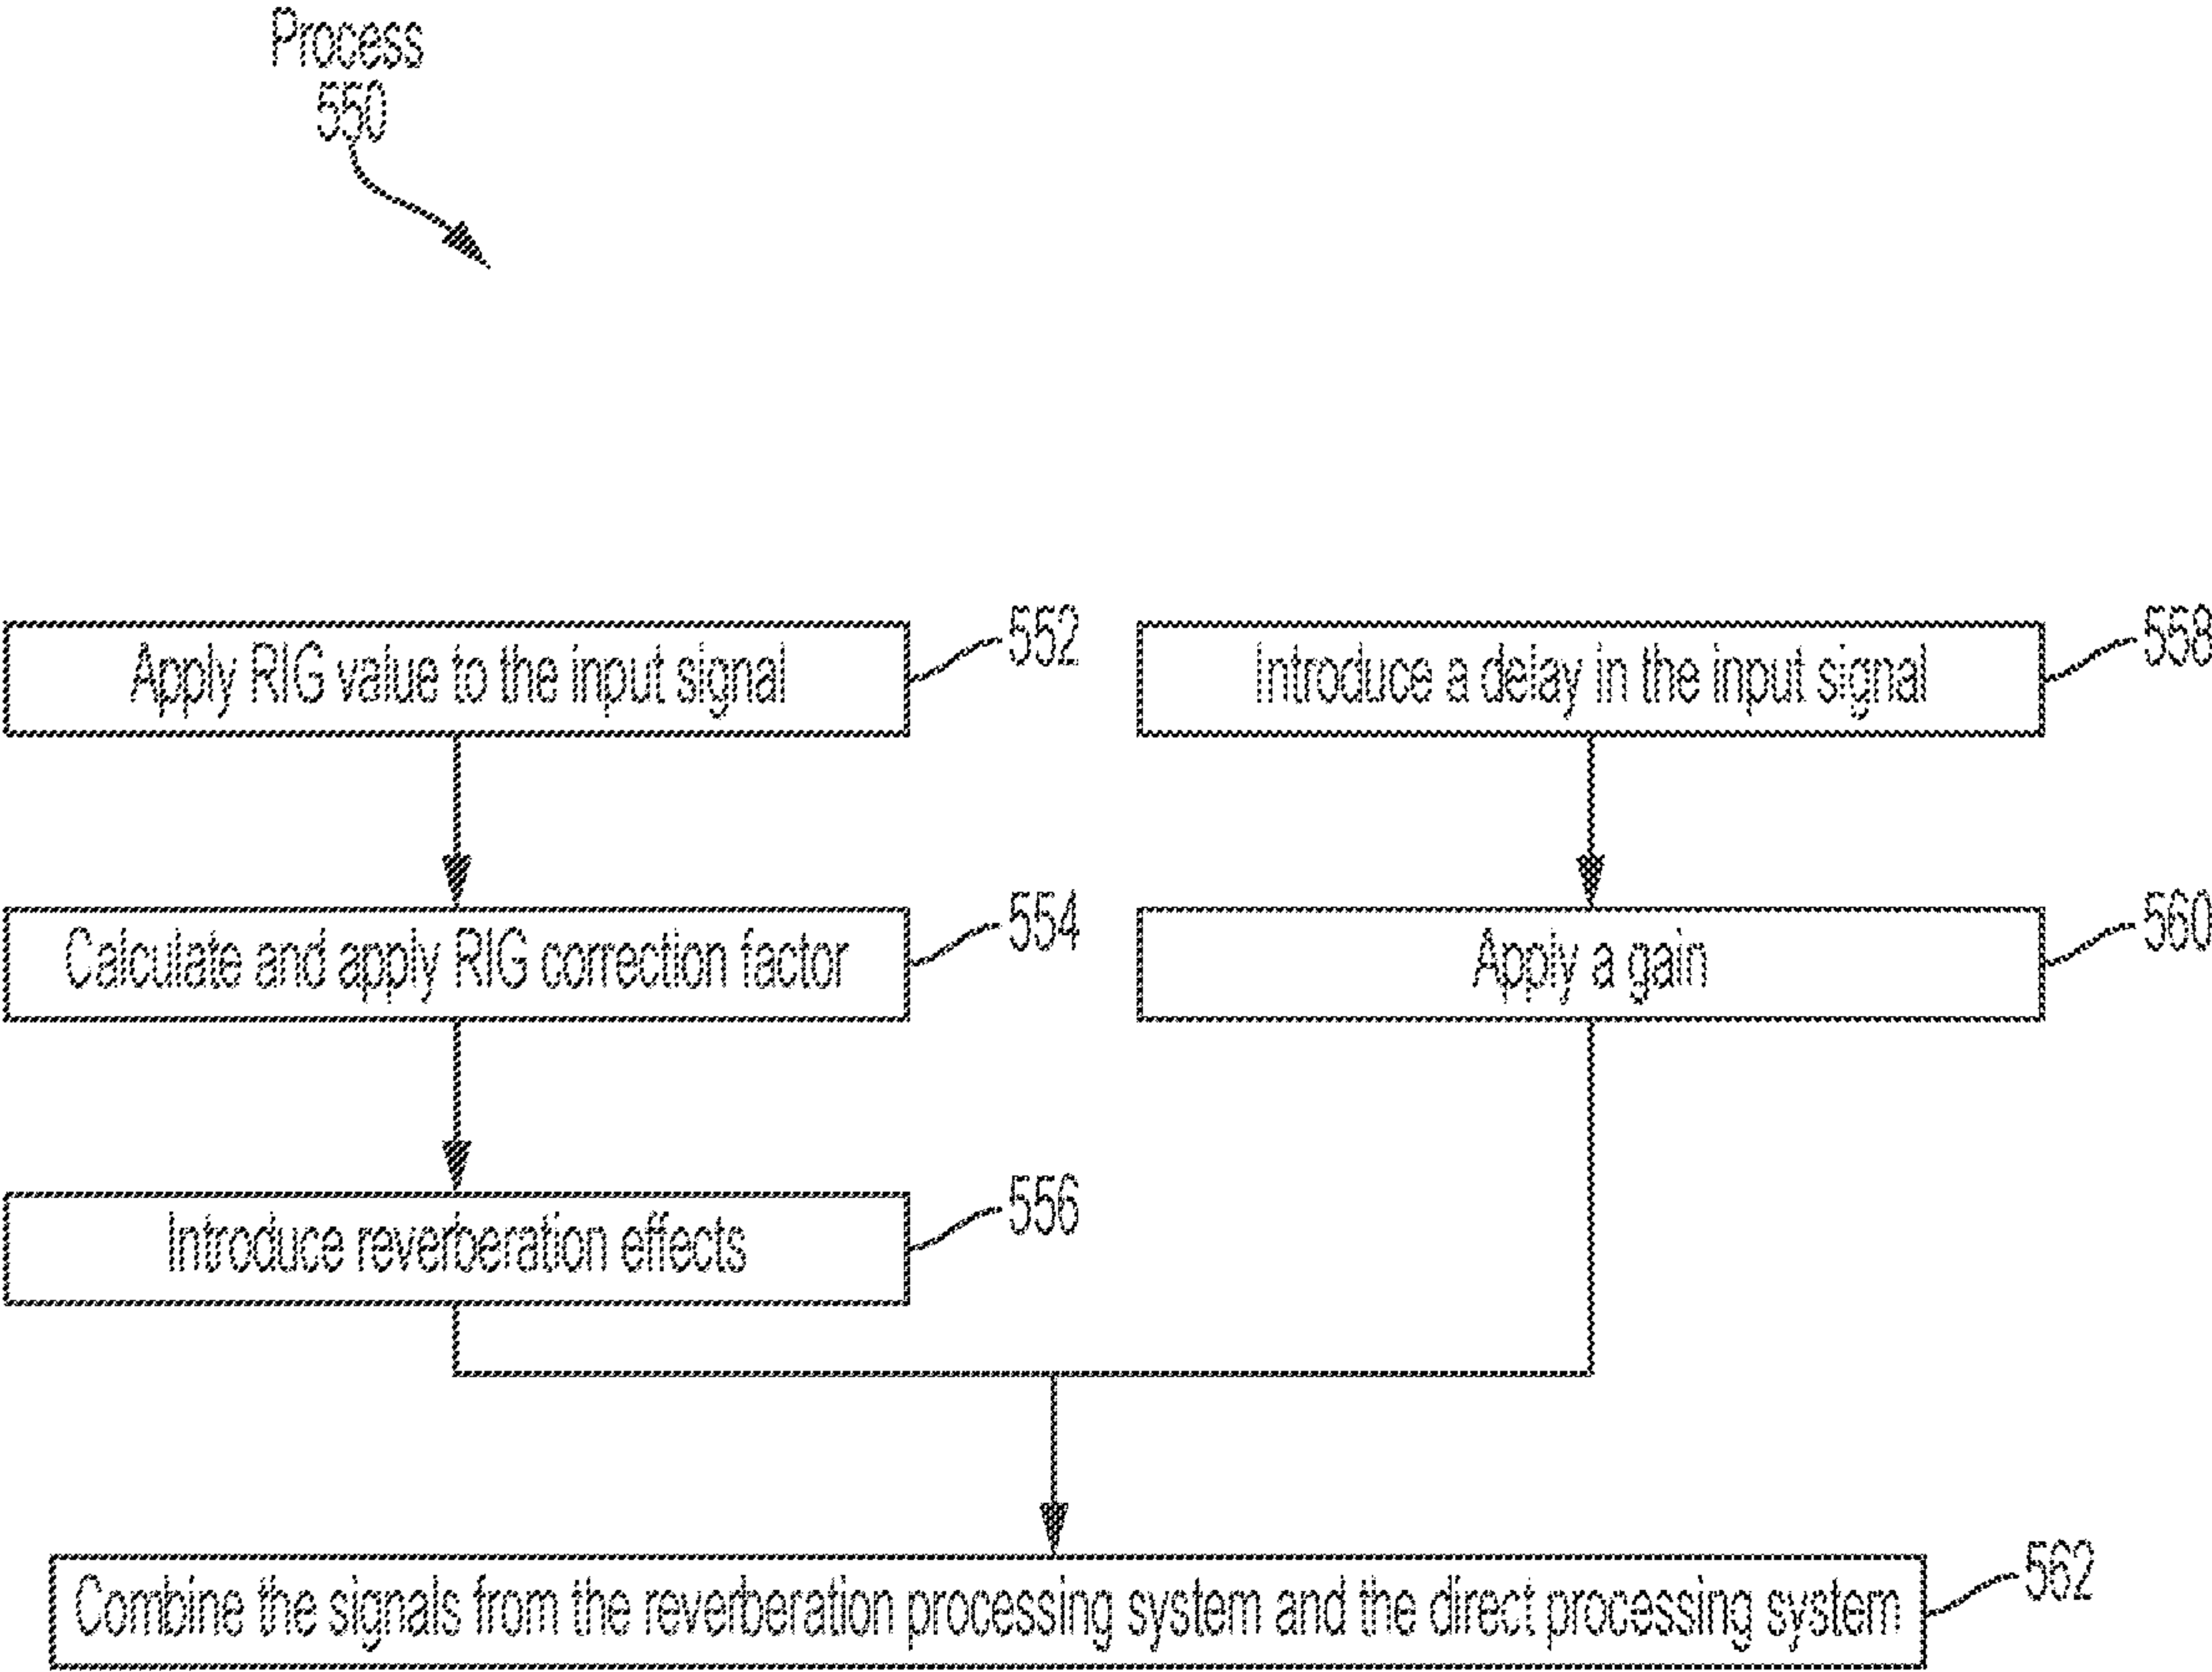 Process
550
Apply RIG value to the input signal
552
Introduce a delay in the input signal
558
Calculate and apply RIG correction factor
554
Apply a gain
560
Introduce reverberation effects
556
Combine the signals from the reverberation processing system and the direct processing system
562